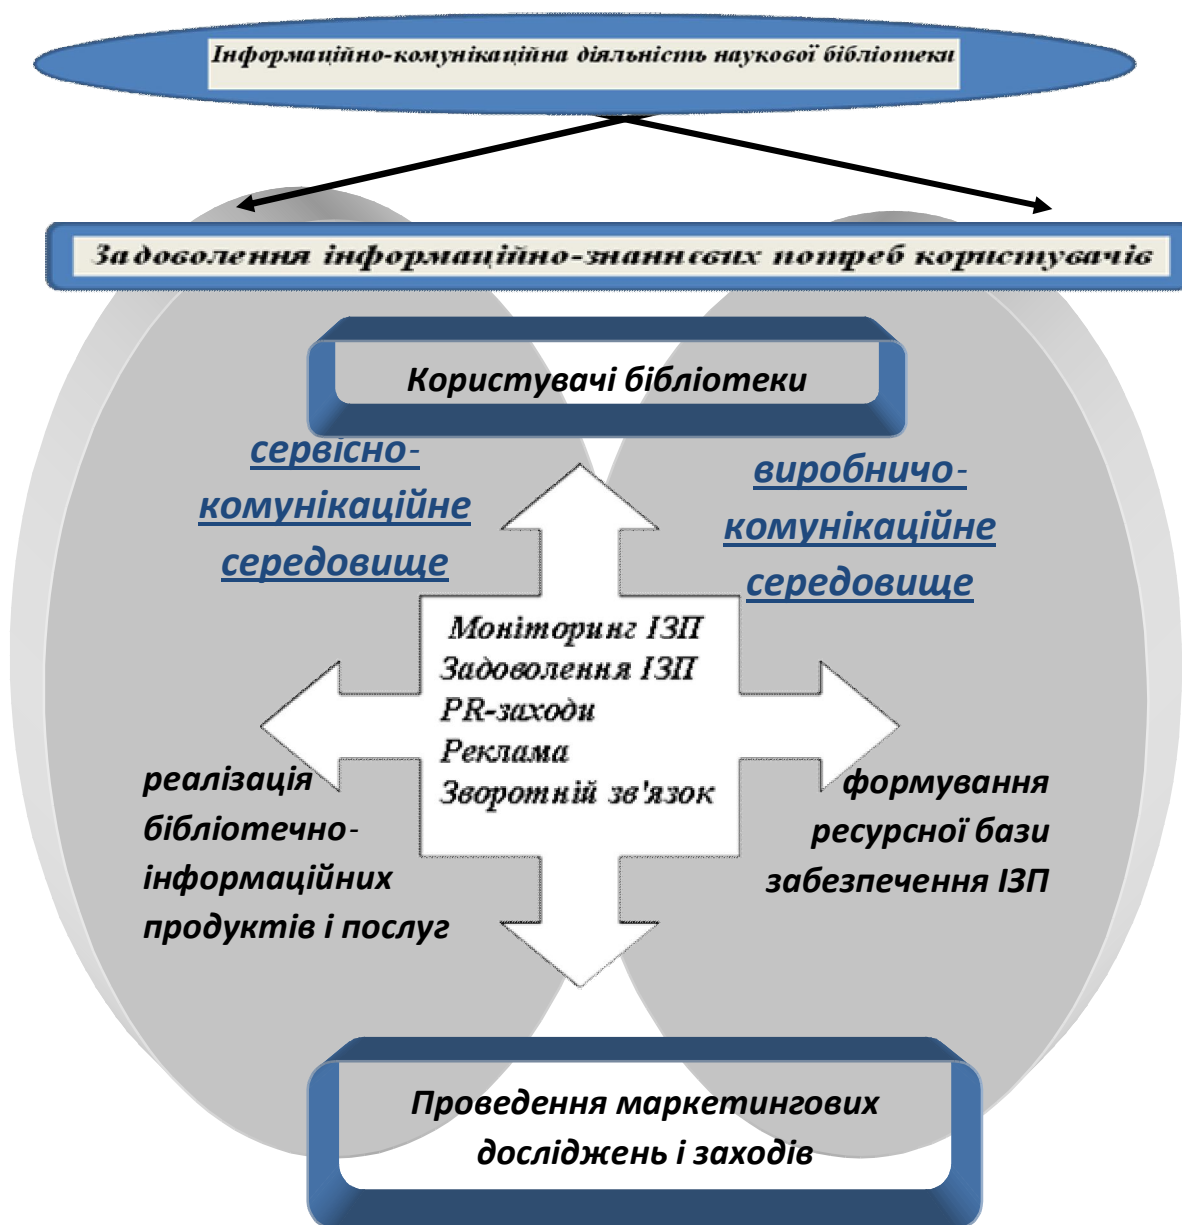 Інформаційно-комунікаційна діяльність наукової бібліотеки
Задоволення інформаційно-знаннєвих потреб користувачів
Користувачі бібліотеки
сервісно-
комунікаційне
середовище
виробничо-
комунікаційне
середовище
Моніторинг ІЗП
Задоволення ІЗП
PR-заходи
Реклама
Зворотній зв'язок
реалізація
бібліотечно-
інформаційних
продуктів і послуг
формування
ресурсної бази
забезпечення ІЗП
Проведення маркетингових
досліджень і заходів